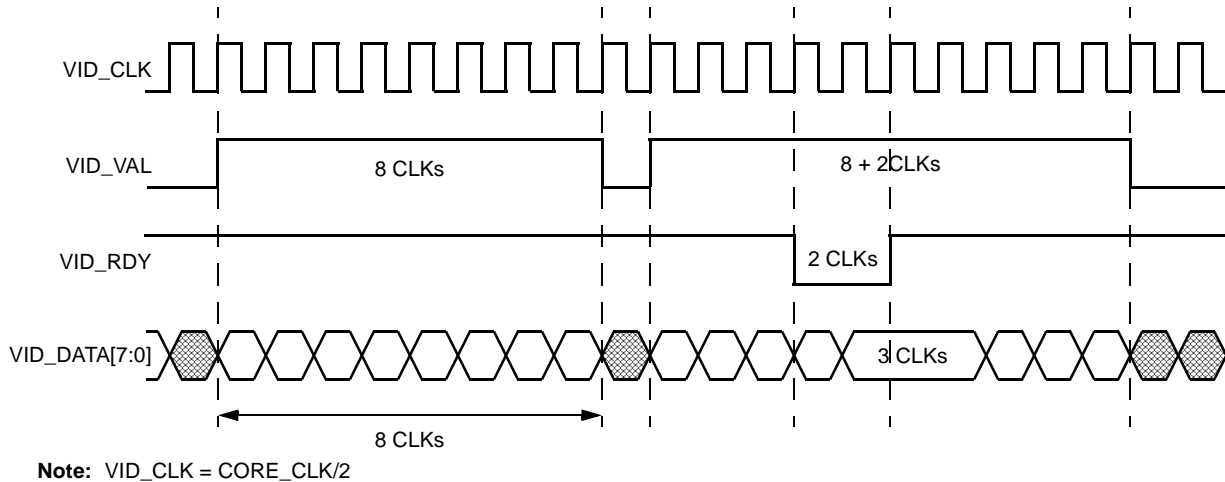 VID_CLK
VID_VAL
8 CLKs
8 + 2CLKs
VID_RDY
2 CLKs
VID_DATA[7:0]
3 CLKs
8 CLKs
Note: VID_CLK = CORE_CLK/2